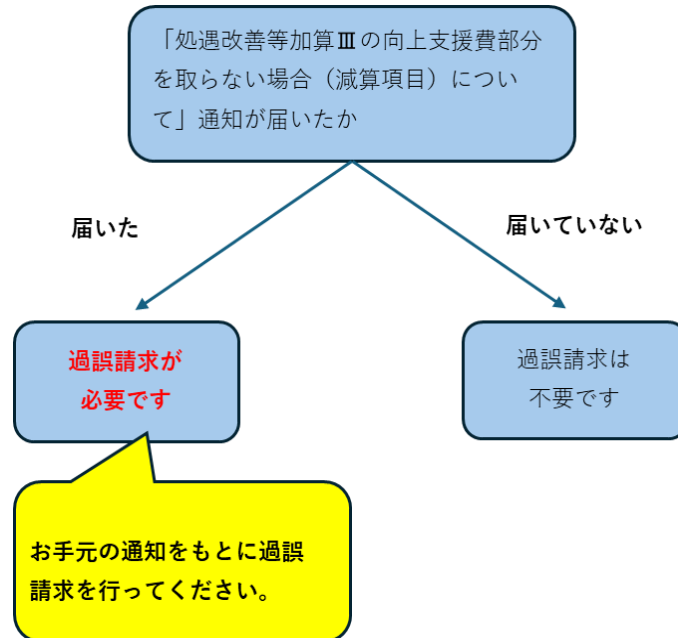 「処遇改善等加算Ⅲの向上支援費部分
を取らない場合（減算項目）につい
て」通知が届いたか
届いた
届いていない
過誤請求が
必要です
過誤請求は
不要です
お手元の通知をもとに過誤
請求を行ってください。